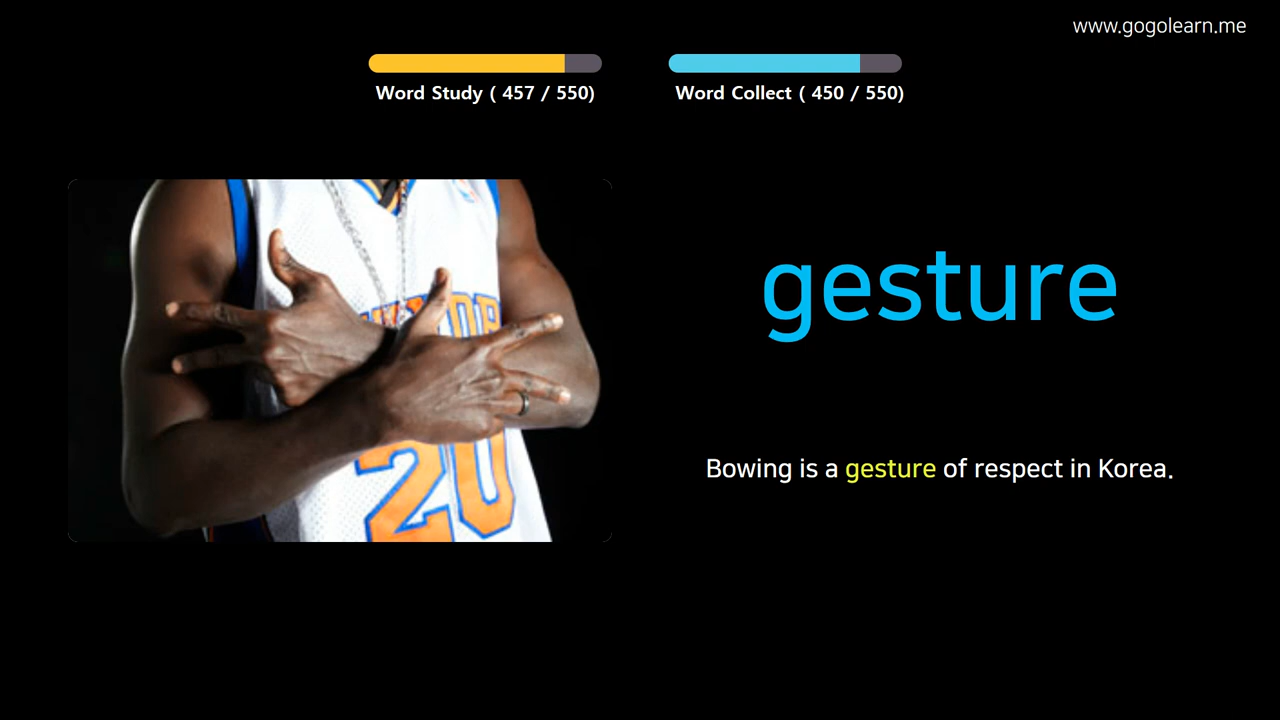 www.gogolearn.me
Word Study ( 457 / 550)
Word Collect ( 450 / 550)
gesture
20
Bowing is a gesture of respect in Korea.